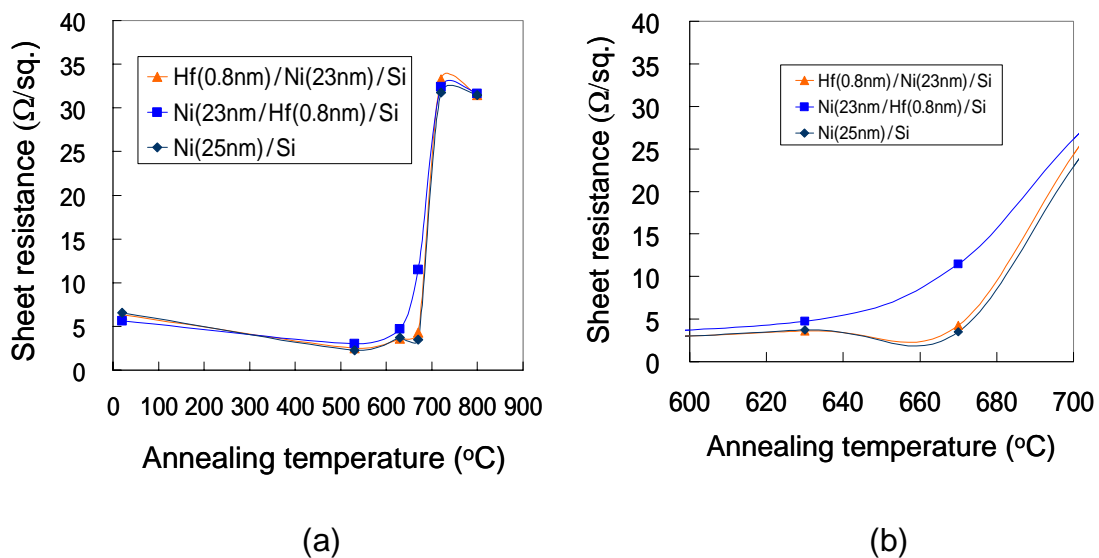 40
35
30
25
20
15
10
5
0
Sheet resistance (Ω/sq.)
Hf(0.8nm)/Ni(23nm)/Si
Ni(23nm/Hf(0.8nm)/Si
Ni(25nm)/Si
0 100 200 300 400 500 600 700 800 900
Annealing temperature (oC)
(a)
40
35
30
25
20
15
10
5
0
Sheet resistance (Ω/sq.)
Hf(0.8nm)/Ni(23nm)/Si
Ni(23nm/Hf(0.8nm)/Si
Ni(25nm)/Si
600 620 640 660 680 700
Annealing temperature (oC)
(b)